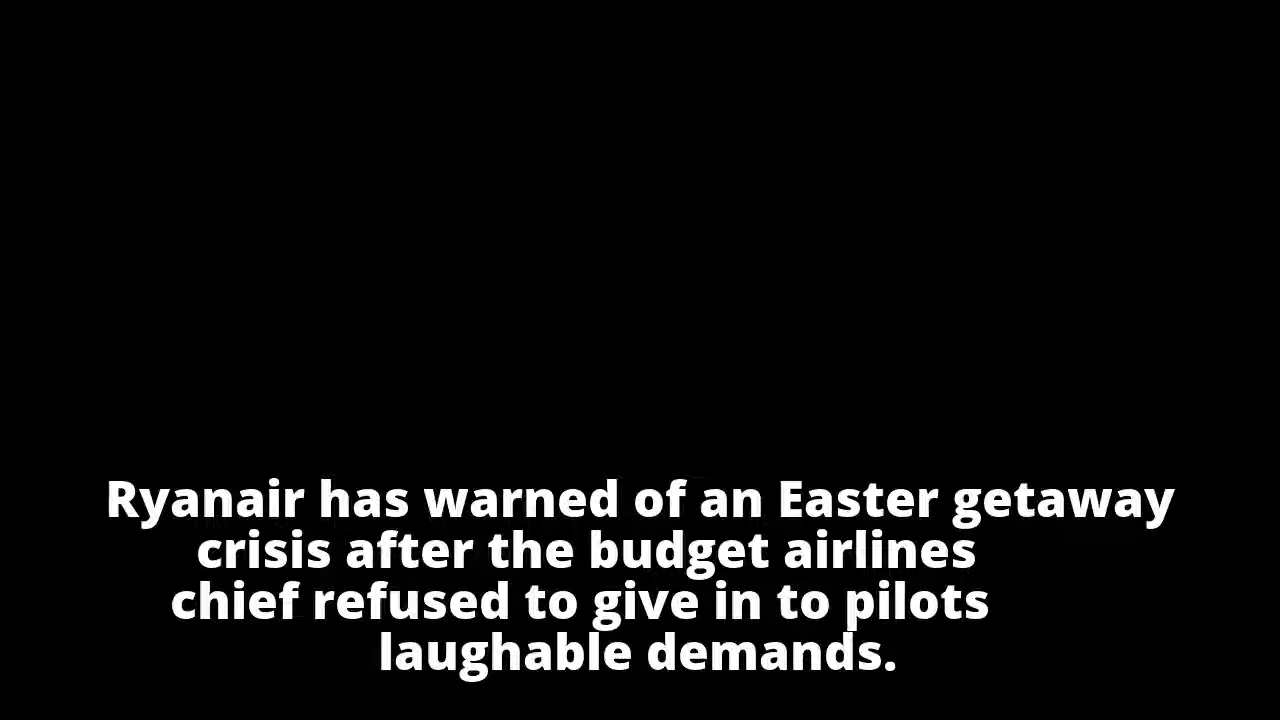 Ryanair has warned of an Easter getaway
crisis after the budget airlines
chief refused to give in to pilots
laughable demands.